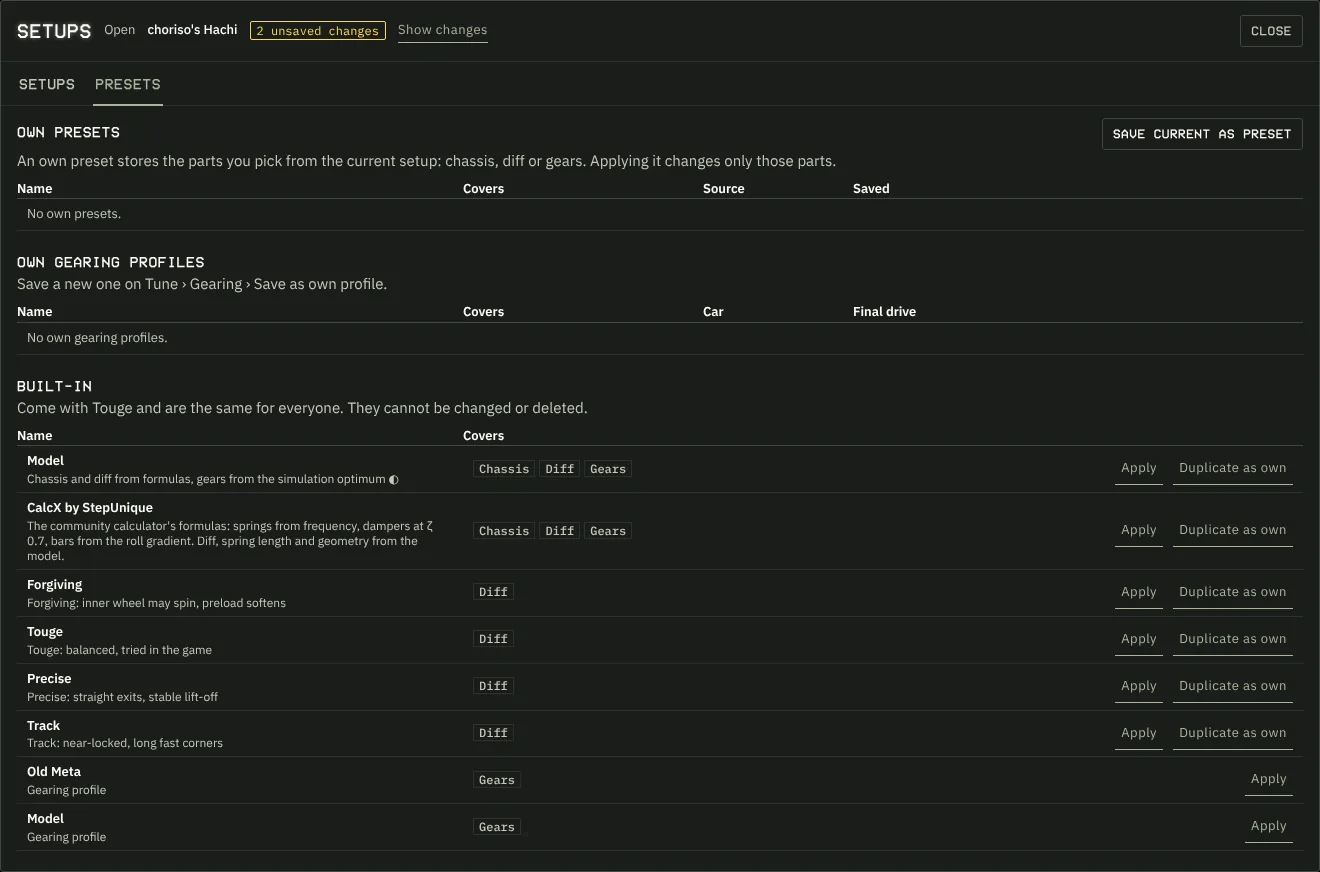 SETUPS Open choriso's Hachi 2 unsaved changes Show changes CLOSE
SETUPS PRESETS
OWN PRESETS SAVE CURRENT AS PRESET
An own preset stores the parts you pick from the current setup: chassis, diff or gears. Applying it changes only those parts.
Name Covers Source Saved
No own presets.
OWN GEARING PROFILES
Save a new one on Tune › Gearing › Save as own profile.
Name Covers Car Final drive
No own gearing profiles.
BUILT-IN
Come with Touge and are the same for everyone. They cannot be changed or deleted.
Name Covers
Model
Chassis and diff from formulas, gears from the simulation optimum ◐
Chassis Diff Gears Apply Duplicate as own
CalcX by StepUnique
The community calculator's formulas: springs from frequency, dampers at ζ
0.7, bars from the roll gradient. Diff, spring length and geometry from the
model.
Chassis Diff Gears Apply Duplicate as own
Forgiving
Forgiving: inner wheel may spin, preload softens
Diff Apply Duplicate as own
Touge
Touge: balanced, tried in the game
Diff Apply Duplicate as own
Precise
Precise: straight exits, stable lift-off
Diff Apply Duplicate as own
Track
Track: near-locked, long fast corners
Diff Apply Duplicate as own
Old Meta
Gearing profile
Gears Apply
Model
Gearing profile
Gears Apply